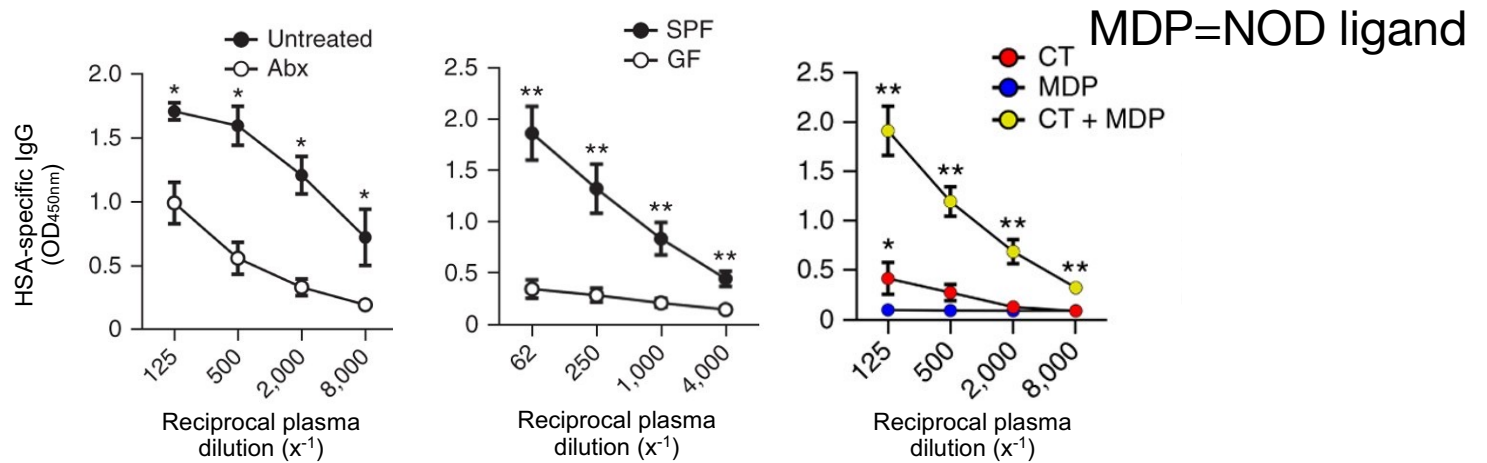 MDP=NOD ligand
HSA-specific IgG
(OD450nm)
Untreated
Abx
2.0
1.5
1.0
0.5
0
*
*
*
*
125
500
2,000
8,000
Reciprocal plasma
dilution (x-1)
SPF
GF
2.5
2.0
1.5
1.0
0.5
0
**
**
**
**
62
250
1,000
4,000
Reciprocal plasma
dilution (x-1)
CT
MDP
CT + MDP
2.5
2.0
1.5
1.0
0.5
0
**
**
**
**
*
125
500
2,000
8,000
Reciprocal plasma
dilution (x-1)